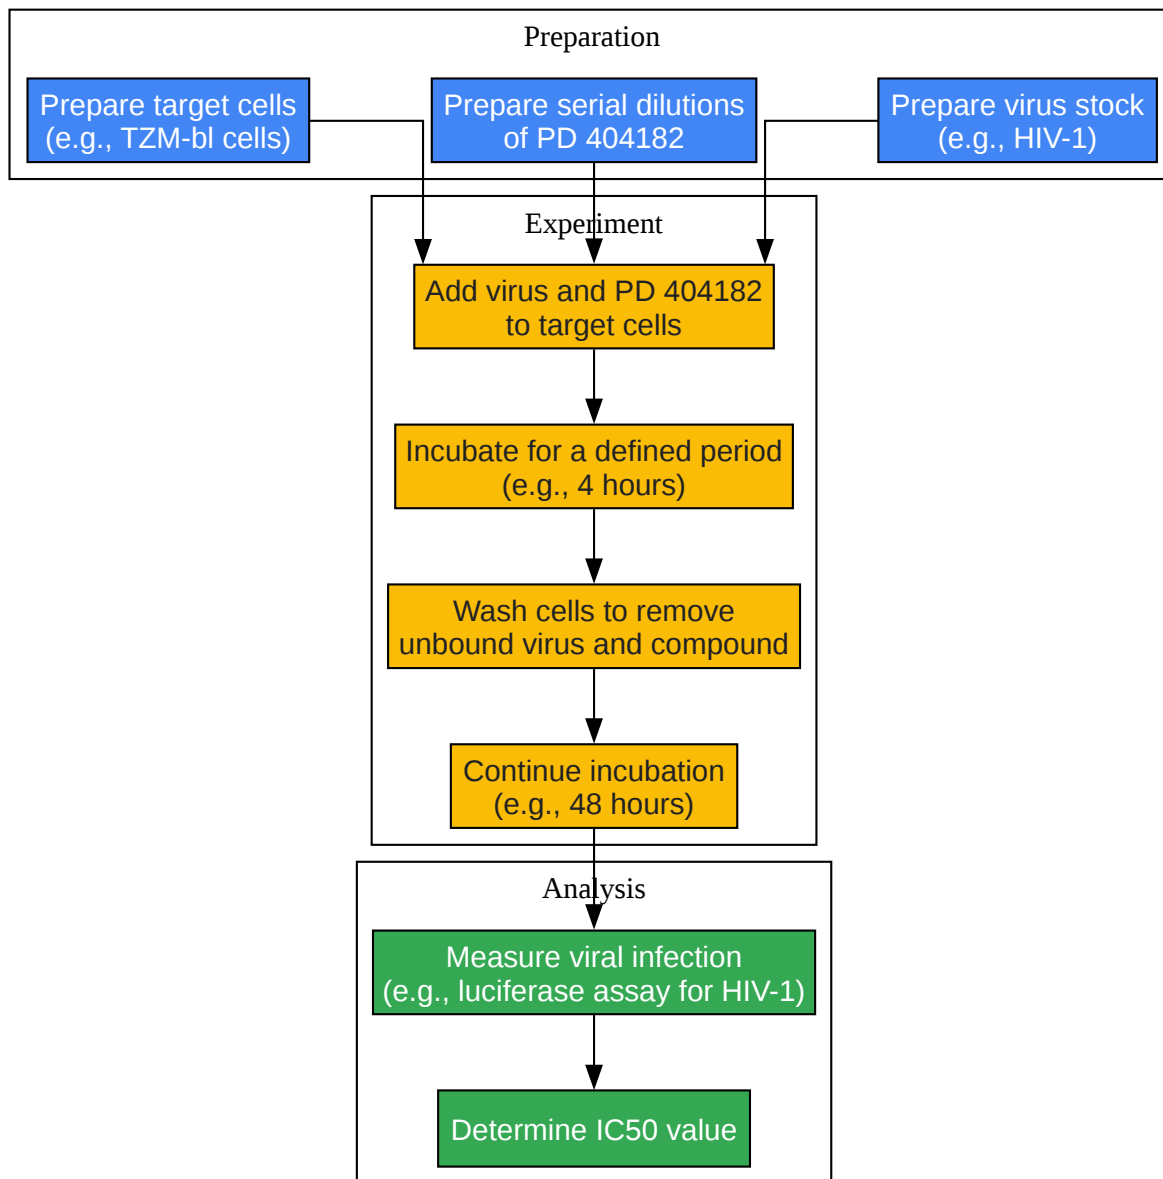 Preparation
Prepare target cells
(e.g., TZM-bl cells)
Prepare serial dilutions
of PD 404182
Prepare virus stock
(e.g., HIV-1)
Experiment
Add virus and PD 404182
to target cells
Incubate for a defined period
(e.g., 4 hours)
Wash cells to remove
unbound virus and compound
Continue incubation
(e.g., 48 hours)
Analysis
Measure viral infection
(e.g., luciferase assay for HIV-1)
Determine IC50 value